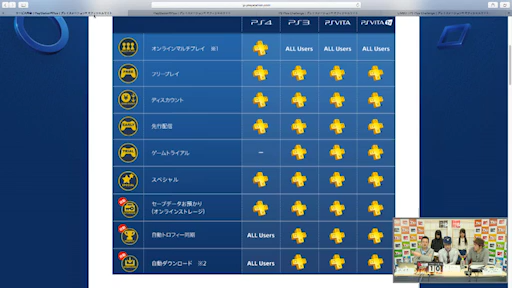 PS4 PS3 PS VITA PS VITA TV
オンラインマルチプレイ ※1 ALL Users ALL Users ALL Users
フリープレイ
ディスカウント
先行配信
EARLY
ゲームトライアル –
TRIAL
スペシャル
SPECIAL
セーブデータお預かり
(オンラインストレージ)
自動トロフィー同期 ALL Users
自動ダウンロード ※2 ALL Users